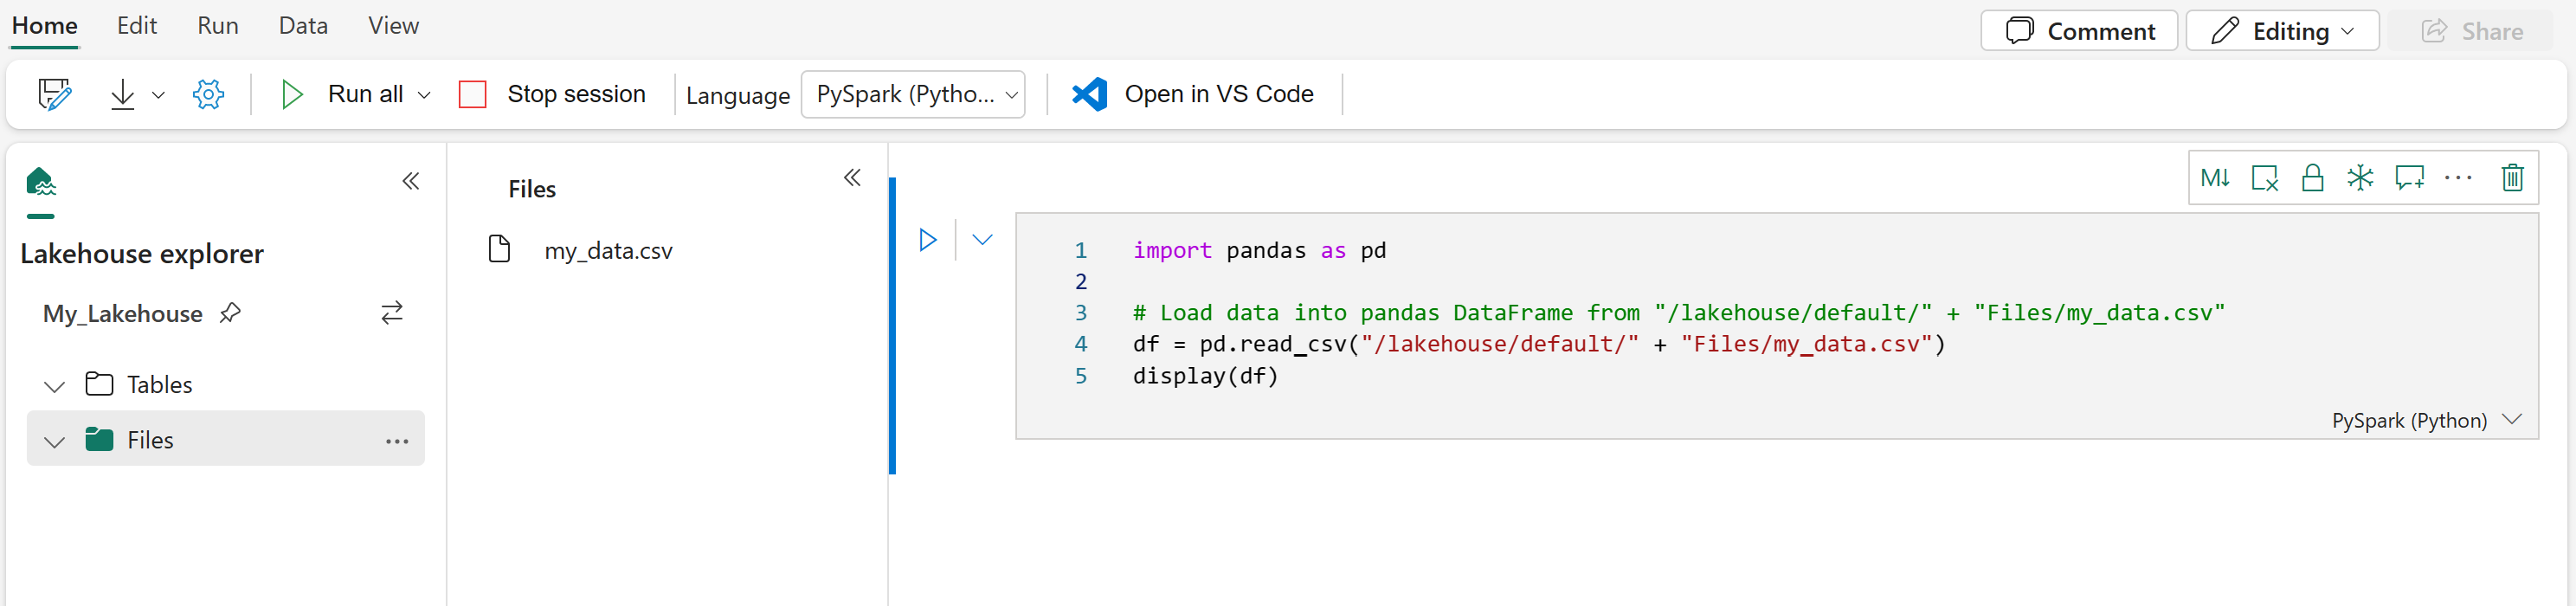 Home Edit Run Data View
Comment Editing Share
Run all Stop session Language PySpark (Pytho... Open in VS Code
Lakehouse explorer
My_Lakehouse
Tables
Files
...
Files
my_data.csv
M↓ ...
1 import pandas as pd
2
3 # Load data into pandas DataFrame from "/lakehouse/default/" + "Files/my_data.csv"
4 df = pd.read_csv("/lakehouse/default/" + "Files/my_data.csv")
5 display(df)
PySpark (Python)